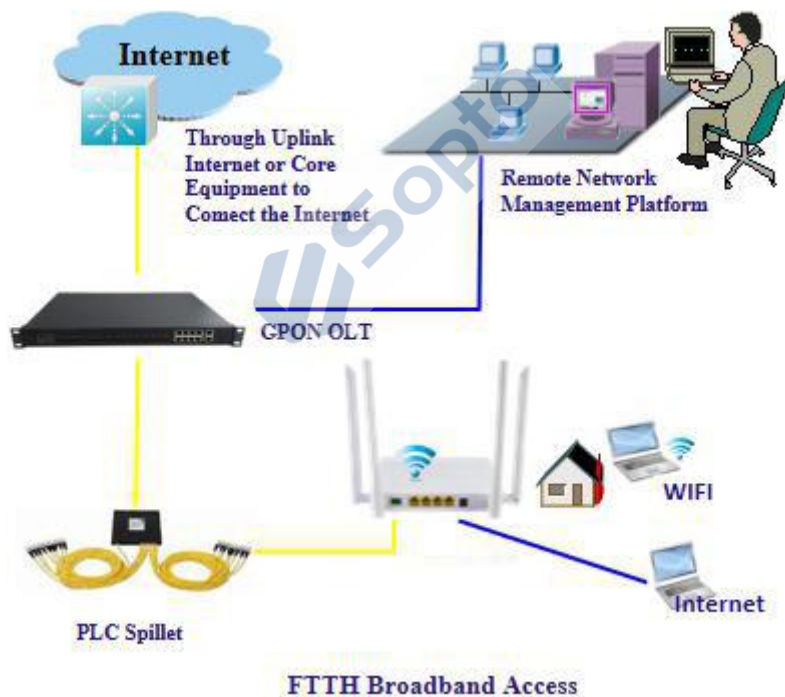 Internet
Through Uplink
Internet or Core
Equipment to
Comect the Internet
Remote Network
Management Platform
Sopto
GPON OLT
WIFI
Internet
PLC Spillet
FTTH Broadband Access